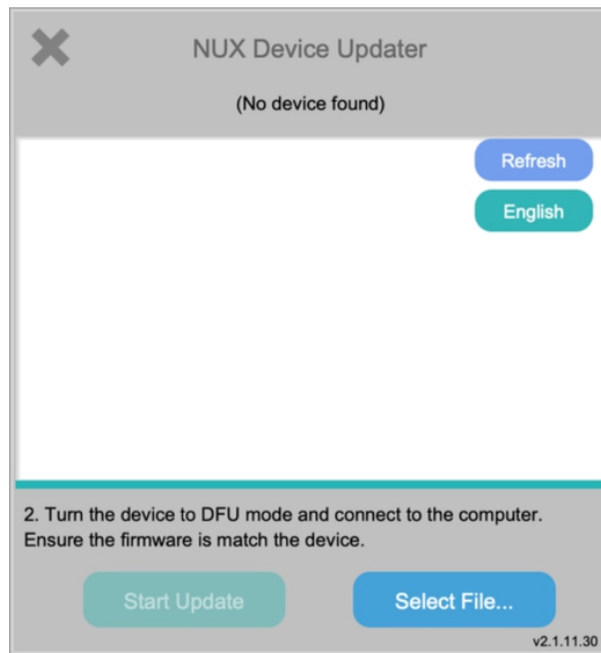 NUX Device Updater
(No device found)
Refresh
English
2. Turn the device to DFU mode and connect to the computer.
Ensure the firmware is match the device.
Start Update
Select File...
v2.1.11.30